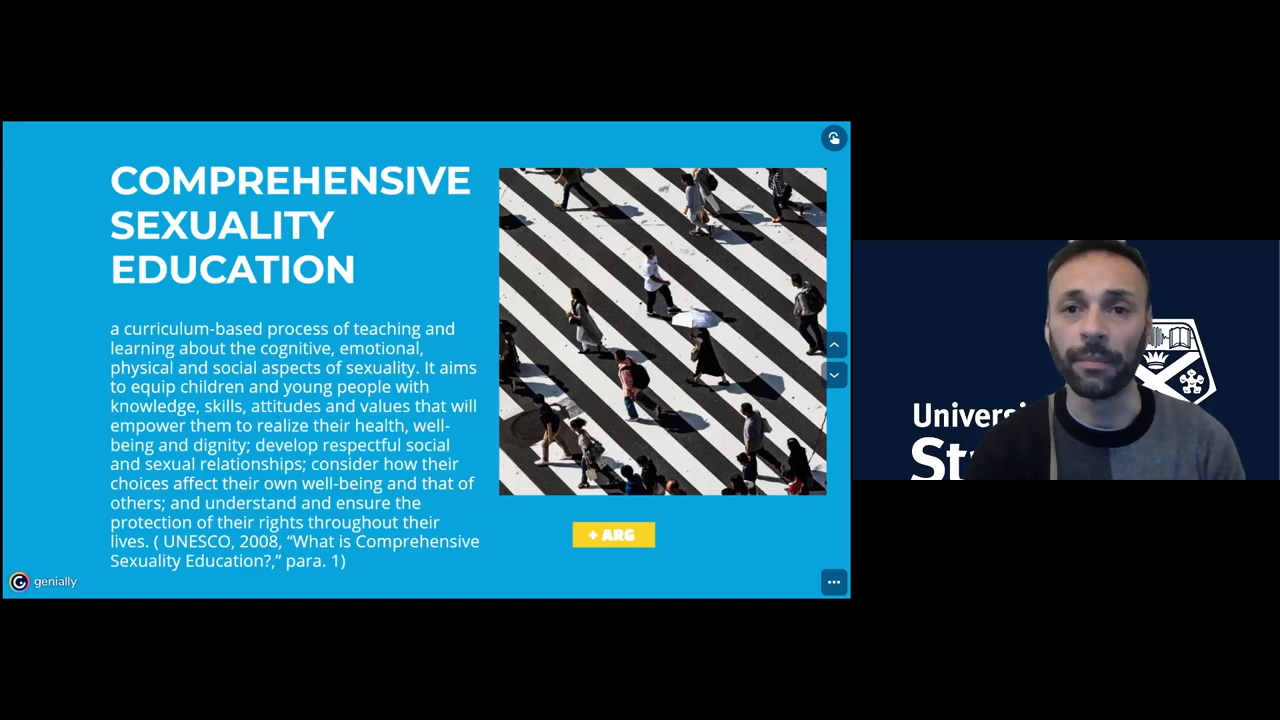 COMPREHENSIVE
SEXUALITY
EDUCATION
a curriculum-based process of teaching and
learning about the cognitive, emotional,
physical and social aspects of sexuality. It aims
to equip children and young people with
knowledge, skills, attitudes and values that will
empower them to realize their health, well-
being and dignity; develop respectful social
and sexual relationships; consider how their
choices affect their own well-being and that of
others; and understand and ensure the
protection of their rights throughout their
lives. ( UNESCO, 2008, “What is Comprehensive
Sexuality Education?,” para. 1)
+ ARG
genially
Universi
St